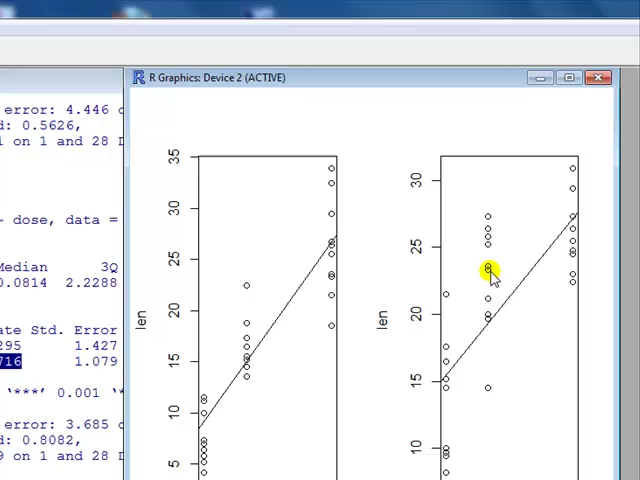 R Graphics: Device 2 (ACTIVE)
error: 4.446
d: 0.5626,
on 1 and 28 D
dose, data =
Median 3Q
0.0814 2.2288
ate Std. Error
295 1.427
716 1.079
'***' 0.001
error: 3.685
d: 0.8082,
on 1 and 28 D
35
30
25
20
15
10
5
len
30
25
20
15
10
len